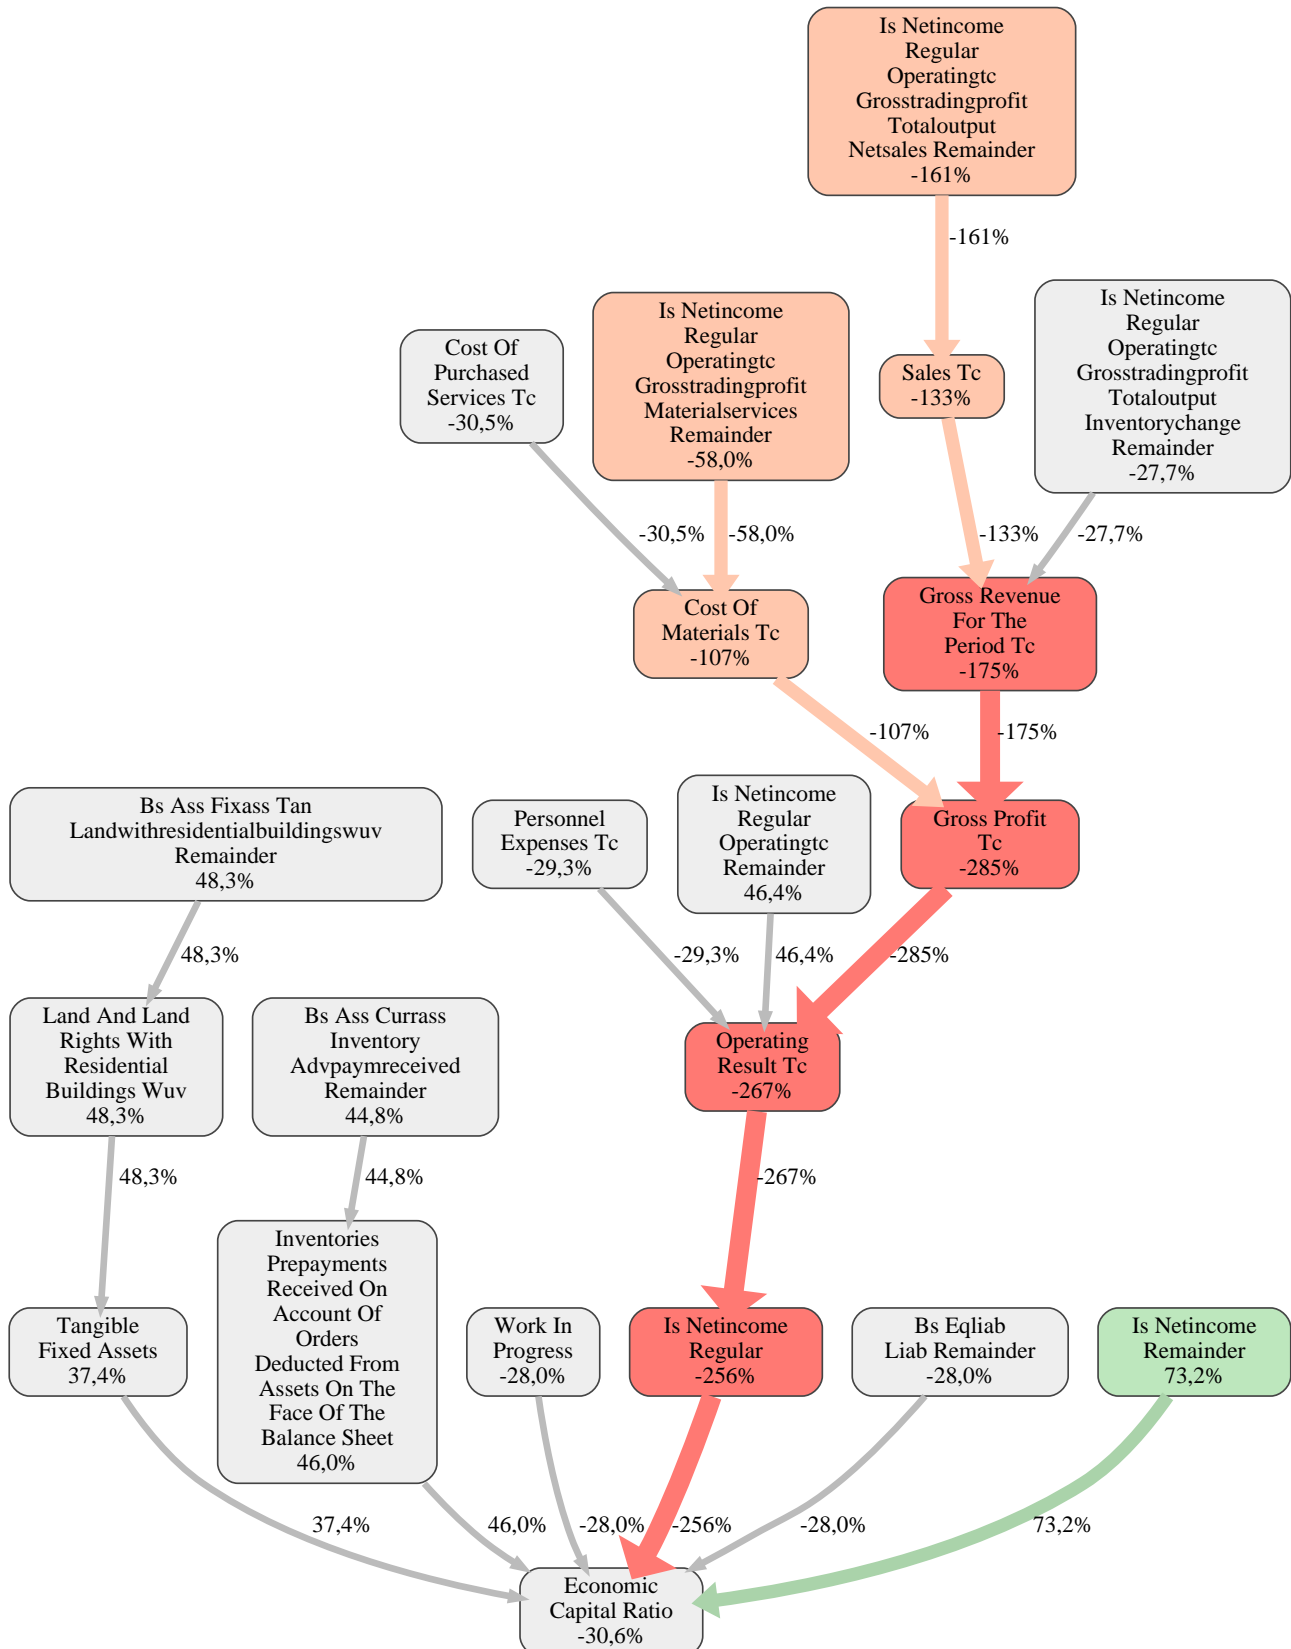 Is Netincome
Regular
Operatingtc
Grosstradingprofit
Totaloutput
Netsales Remainder
-161%
-161%
Is Netincome
Regular
Operatingtc
Grosstradingprofit
Totaloutput
Inventorychange
Remainder
-27,7%
Is Netincome
Regular
Operatingtc
Grosstradingprofit
Materialservices
Remainder
-58,0%
Cost Of
Purchased
Services Tc
-30,5%
Sales Tc
-133%
-30,5%
-58,0%
-133%
-27,7%
Cost Of
Materials Tc
-107%
Gross Revenue
For The
Period Tc
-175%
-107%
-175%
Bs Ass Fixass Tan
Landwithresidentialbuildingswuv
Remainder
48,3%
Personnel
Expenses Tc
-29,3%
Is Netincome
Regular
Operatingtc
Remainder
46,4%
Gross Profit
Tc
-285%
48,3%
-29,3%
46,4%
-285%
Land And Land
Rights With
Residential
Buildings Wuv
48,3%
Bs Ass Currass
Inventory
Advpaymreceived
Remainder
44,8%
Operating
Result Tc
-267%
48,3%
44,8%
-267%
Inventories
Prepayments
Received On
Account Of
Orders
Deducted From
Assets On The
Face Of The
Balance Sheet
46,0%
Tangible
Fixed Assets
37,4%
Work In
Progress
-28,0%
Is Netincome
Regular
-256%
Bs Eqliab
Liab Remainder
-28,0%
Is Netincome
Remainder
73,2%
37,4%
46,0%
-28,0%
-256%
-28,0%
73,2%
Economic
Capital Ratio
-30,6%